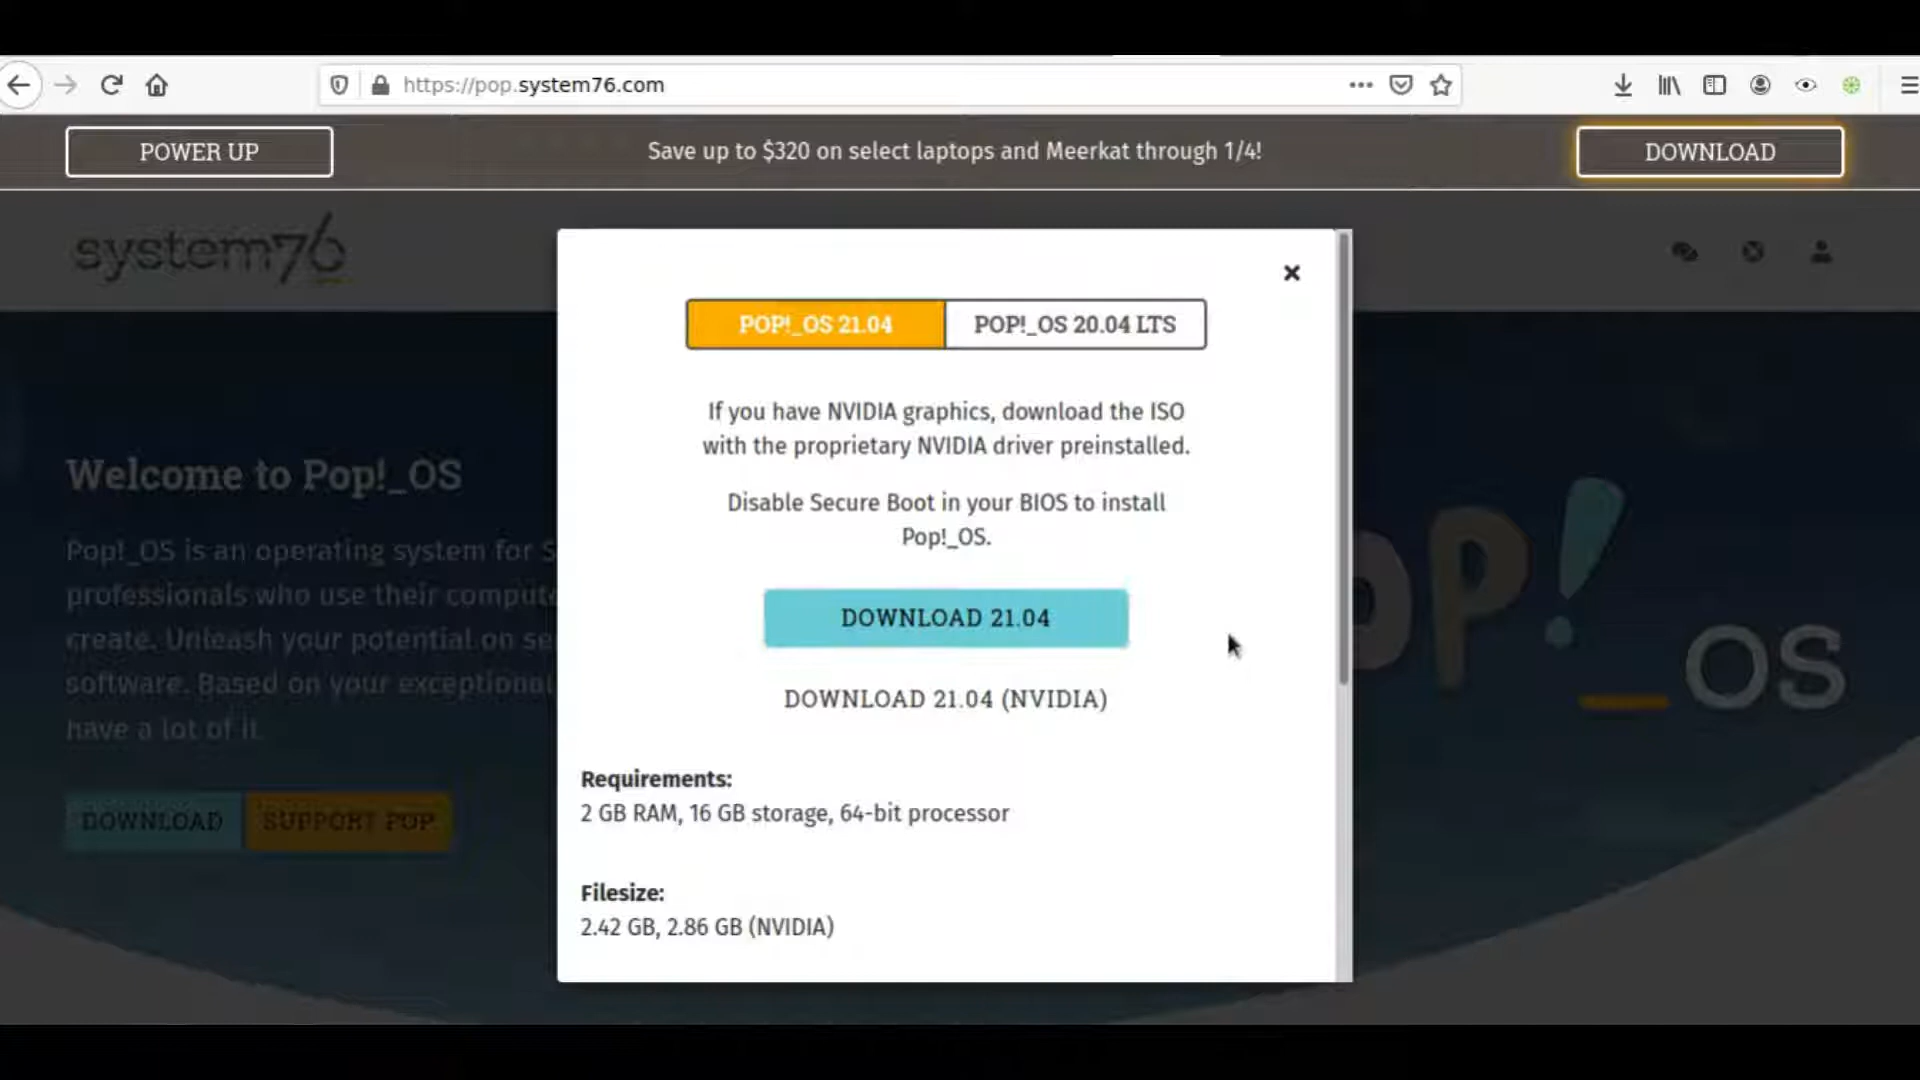 https://pop.system76.com
POWER UP
Save up to $320 on select laptops and Meerkat through 1/4!
DOWNLOAD
system76
POP!_OS 21.04
POP!_OS 20.04 LTS
If you have NVIDIA graphics, download the ISO
with the proprietary NVIDIA driver preinstalled.
Disable Secure Boot in your BIOS to install
Pop!_OS.
DOWNLOAD 21.04
DOWNLOAD 21.04 (NVIDIA)
Requirements:
2 GB RAM, 16 GB storage, 64-bit processor
Filesize:
2.42 GB, 2.86 GB (NVIDIA)
Welcome to Pop!_OS
Pop!_OS is an operating system for
professionals who use their
create. Unleash your potential on
software. Based on your exceptional
have a lot of it.
DOWNLOAD
SUPPORT POP
OP!_OS